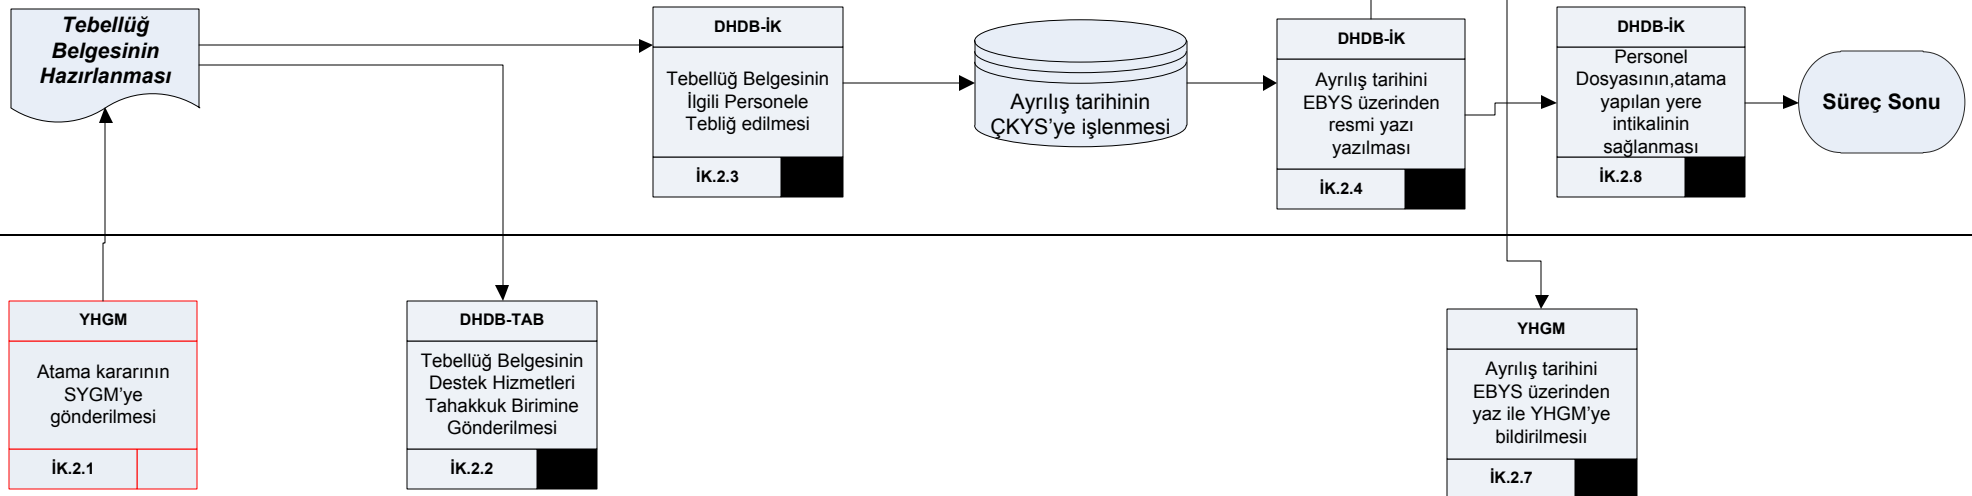 Tebellüğ
Belgesinin
Hazırlanması
DHDB-İK
Tebellüğ Belgesinin
İlgili Personele
Tebliğ edilmesi
İK.2.3
Ayrılış tarihinin
ÇKYS’ye işlenmesi
DHDB-İK
Ayrılış tarihini
EBYS üzerinden
resmi yazı
yazılması
İK.2.4
DHDB-İK
Personel
Dosyasının,atama
yapılan yere
intikalinin
sağlanması
İK.2.8
Süreç Sonu
YHGM
Atama kararının
SYGM’ye
gönderilmesi
İK.2.1
DHDB-TAB
Tebellüğ Belgesinin
Destek Hizmetleri
Tahakkuk Birimine
Gönderilmesi
İK.2.2
YHGM
Ayrılış tarihini
EBYS üzerinden
yaz ile YHGM’ye
bildirilmesiı
İK.2.7